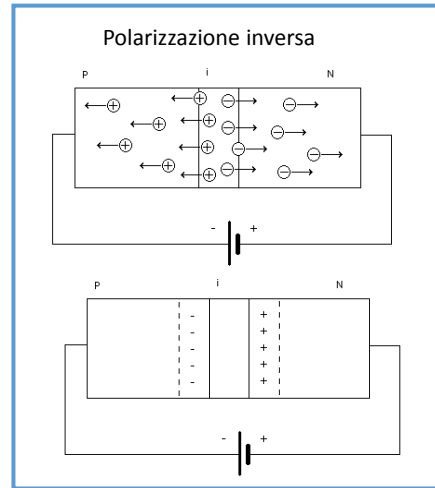 Polarizzazione inversa
P i N
+ + - -
+ + - -
+ + - -
+ + - -
- +
P i N
- +
- +
- +
- +
- +
- +